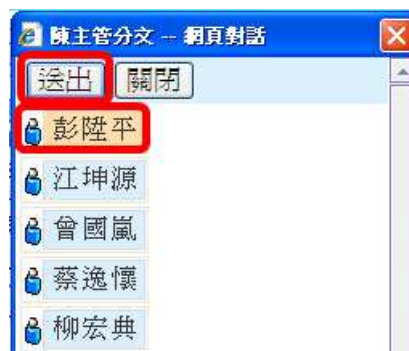 陳主管分文 -- 網頁對話
送出 關閉
彭陞平
江坤源
曾國嵐
蔡逸懷
柳宏典